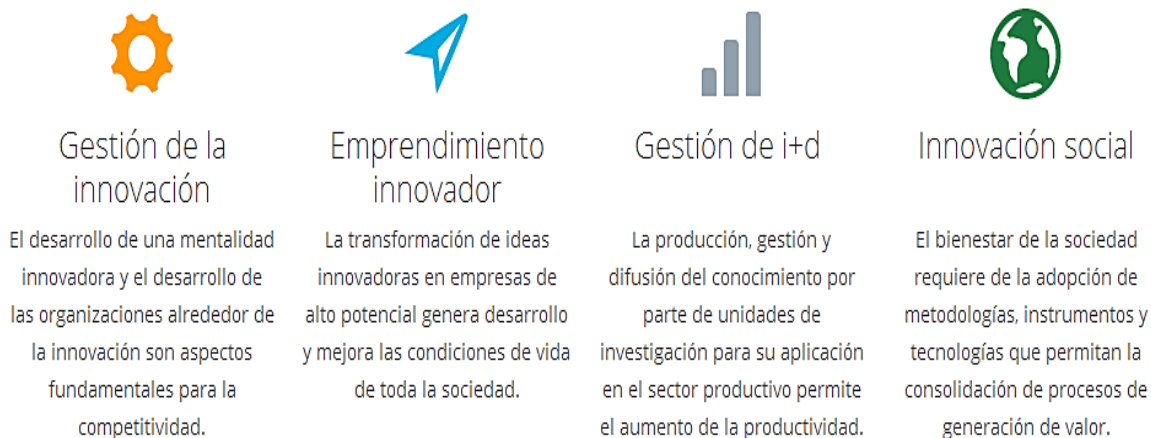 Gestión de la
innovación
El desarrollo de una mentalidad
innovadora y el desarrollo de
las organizaciones alrededor de
la innovación son aspectos
fundamentales para la
competitividad.
Emprendimiento
innovador
La transformación de ideas
innovadoras en empresas de
alto potencial genera desarrollo
y mejora las condiciones de vida
de toda la sociedad.
Gestión de i+d
La producción, gestión y
difusión del conocimiento por
parte de unidades de
investigación para su aplicación
en el sector productivo permite
el aumento de la productividad.
Innovación social
El bienestar de la sociedad
requiere de la adopción de
metodologías, instrumentos y
tecnologías que permitan la
consolidación de procesos de
generación de valor.